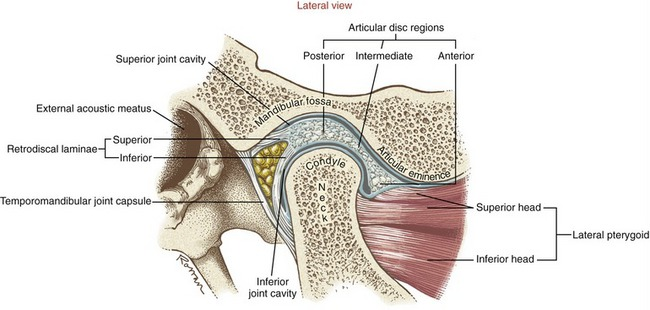 Lateral view
Articular disc regions
Posterior
Intermediate
Anterior
Superior joint cavity
Mandibular fossa
External acoustic meatus
Superior
Retrodiscal laminae
Inferior
Articular eminence
Condyle
Neck
Temporomandibular joint capsule
Superior head
Lateral pterygoid
Inferior head
Inferior
joint cavity
Roman